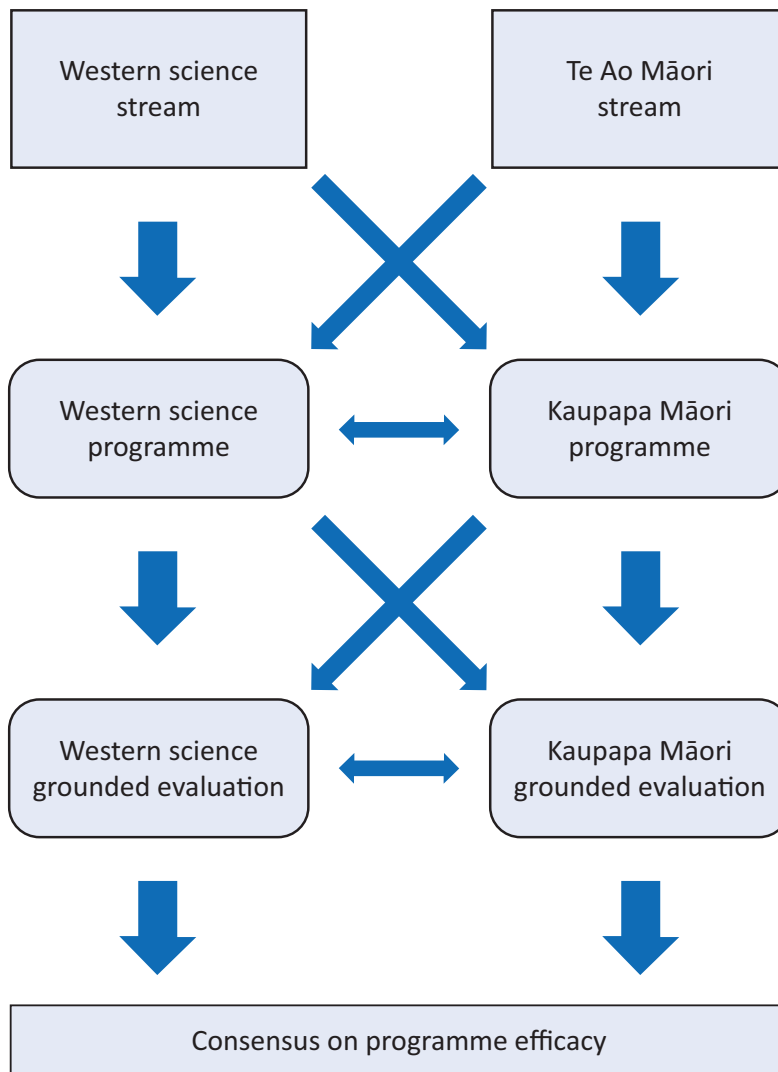 Western science
stream
Te Ao Māori
stream
Western science
programme
Kaupapa Māori
programme
Western science
grounded evaluation
Kaupapa Māori
grounded evaluation
Consensus on programme efficacy